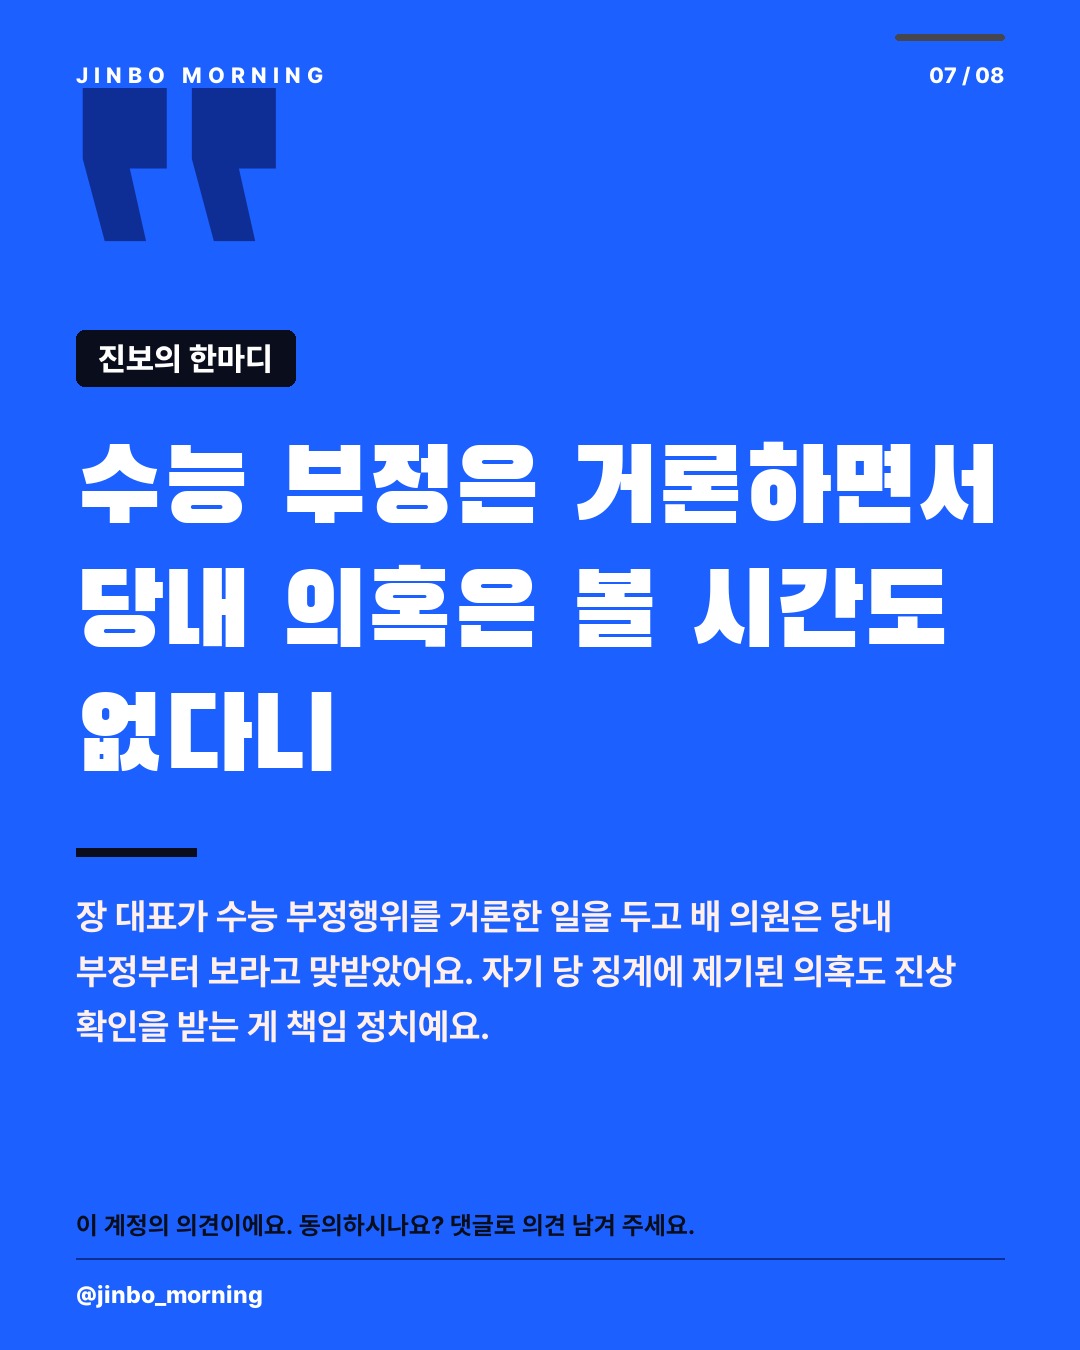 JINBO MORNING
07 / 08
진보의 한마디
수능 부정은 거론하면서
당내 의혹은 볼 시간도
없다니
장 대표가 수능 부정행위를 거론한 일을 두고 배 의원은 당내
부정부터 보라고 맞받았어요. 자기 당 징계에 제기된 의혹도 진상
확인을 받는 게 책임 정치예요.
이 계정의 의견이에요. 동의하시나요? 댓글로 의견 남겨 주세요.
@jinbo_morning